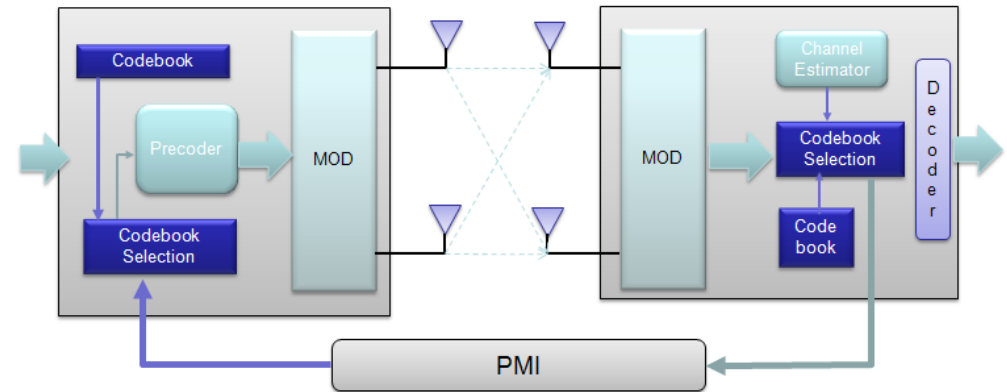 Codebook
Precoder
Codebook
Selection
MOD
MOD
Channel
Estimator
Codebook
Selection
Code
book
D
e
c
o
d
e
r
PMI